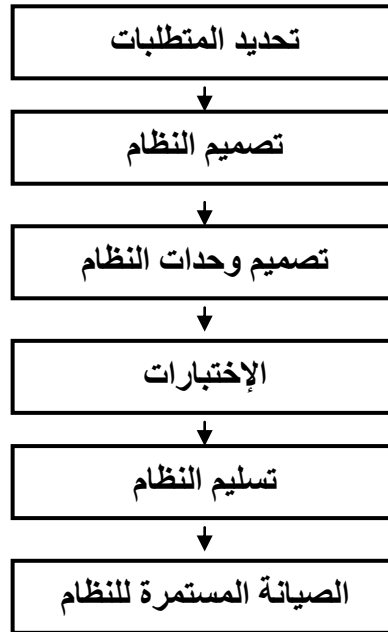 تحديد المتطلبات
تصميم النظام
تصميم وحدات النظام
الإختبارات
تسليم النظام
الصيانة المستمرة للنظام